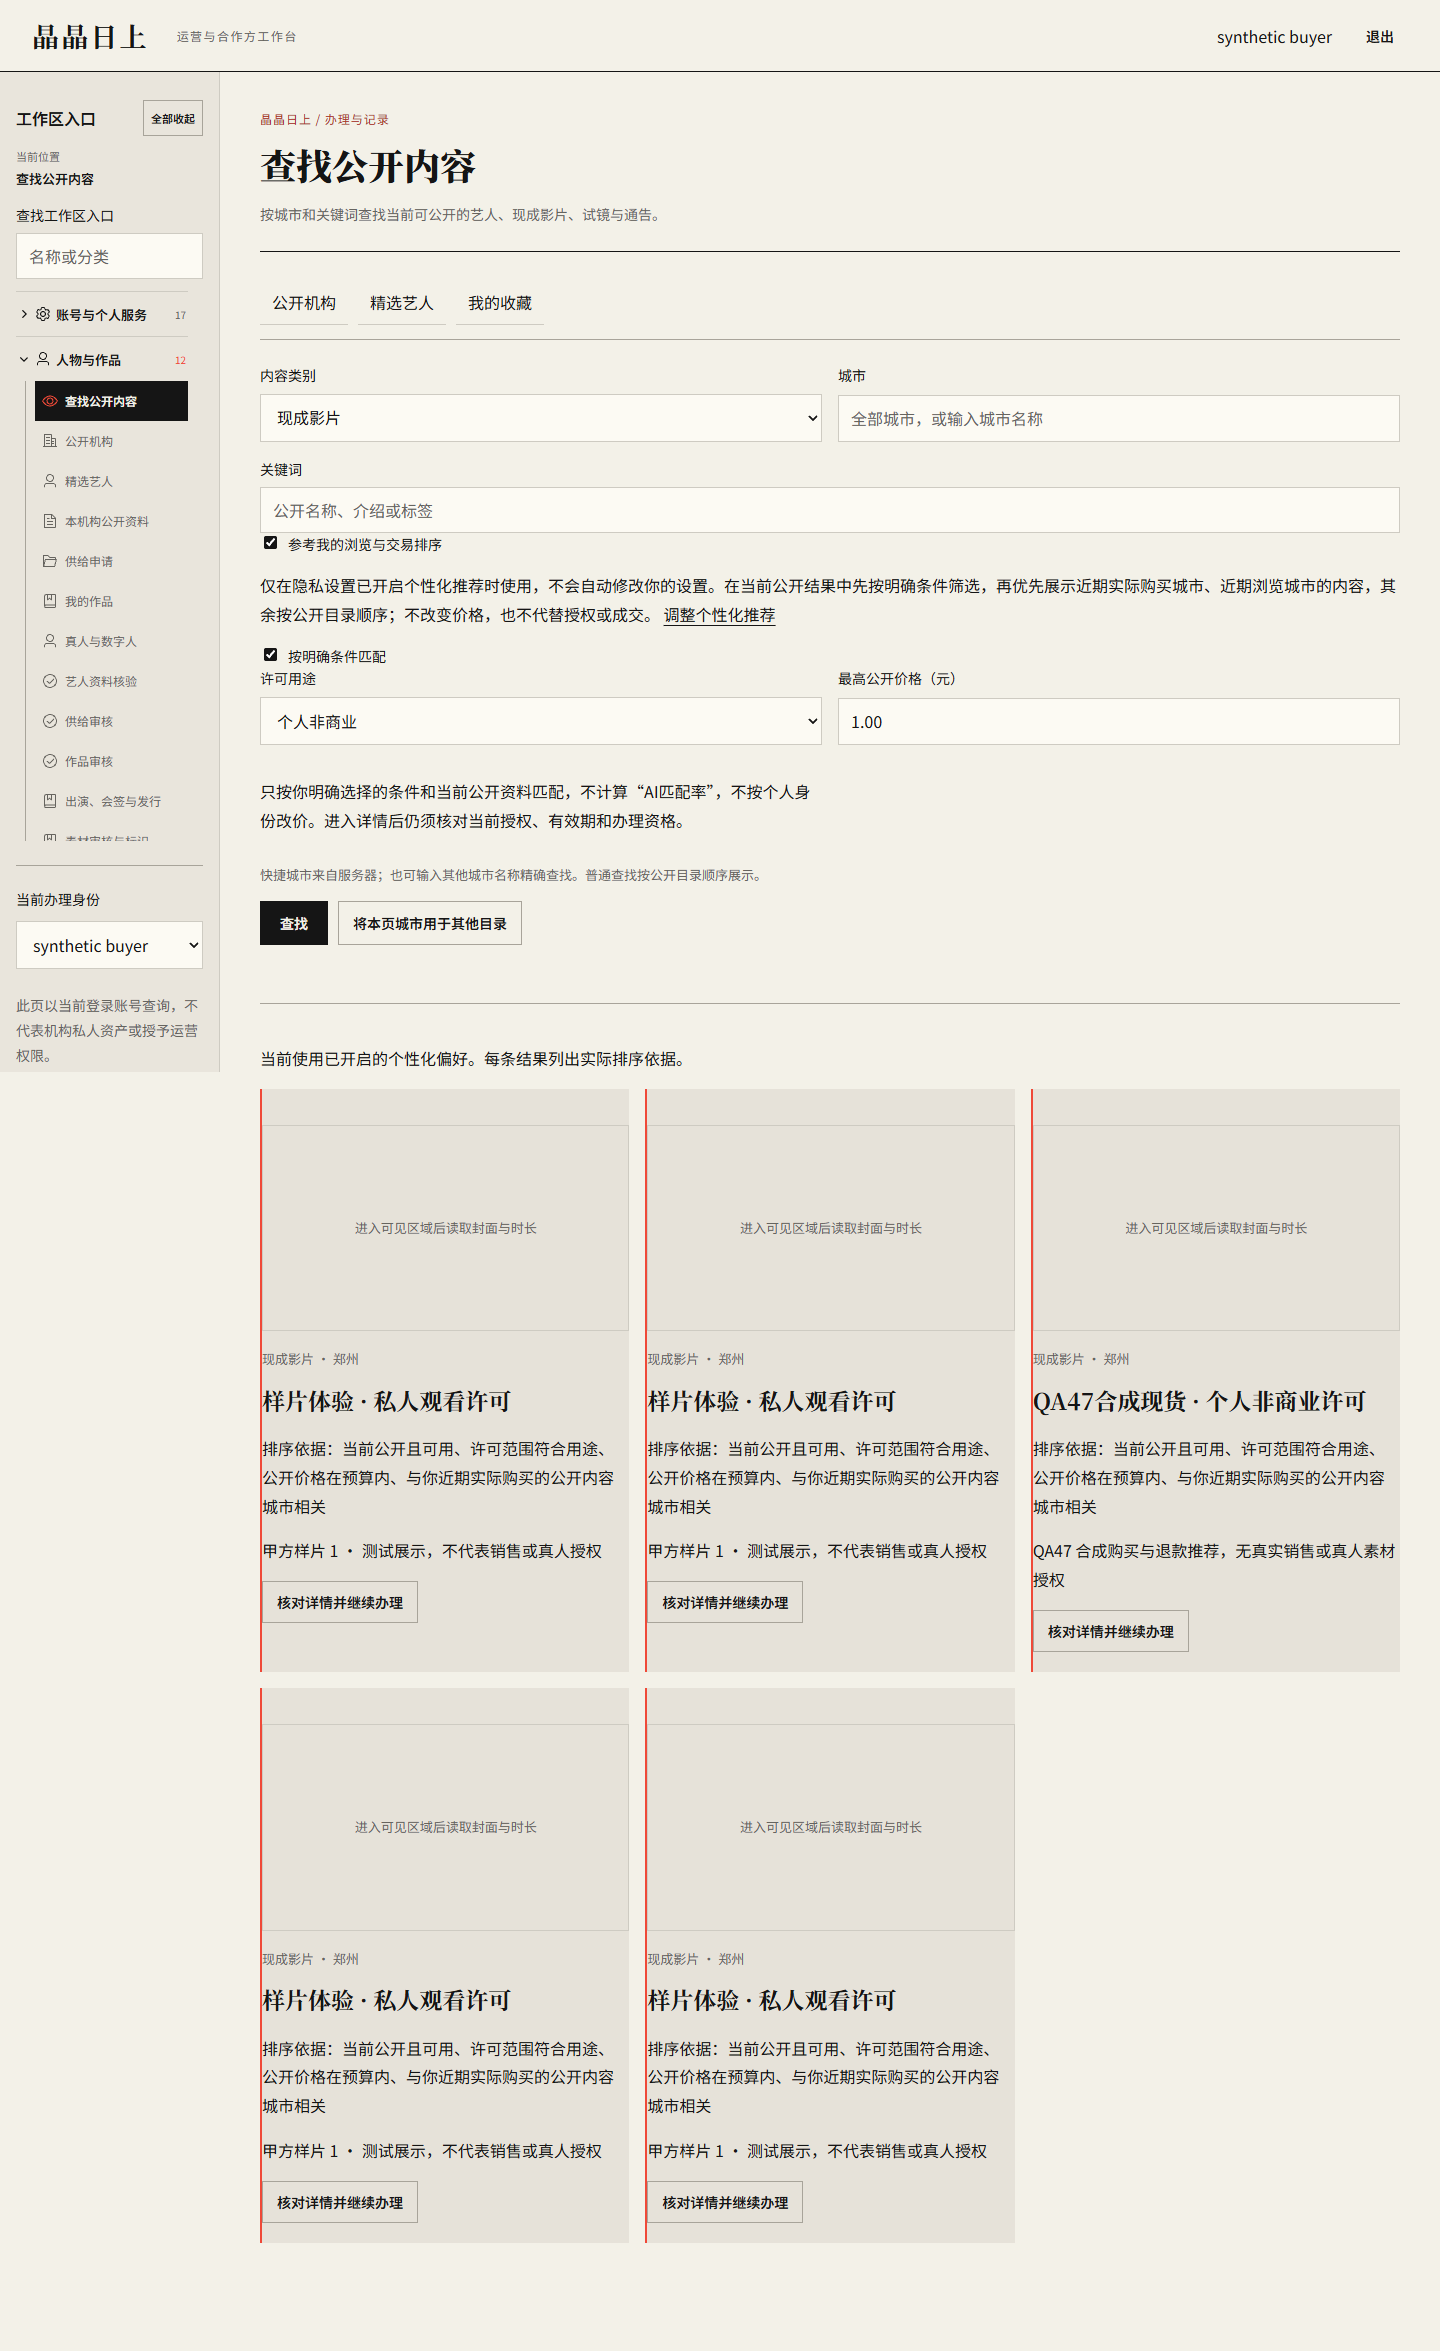 晶晶日上
运营与合作方工作台
synthetic buyer
退出
工作区入口
全部收起
当前位置
查找公开内容
查找工作区入口
名称或分类
账号与个人服务 17
人物与作品 12
查找公开内容
公开机构
精选艺人
本机构公开资料
供给申请
我的作品
真人与数字人
艺人资料核验
供给审核
作品审核
出演、会签与发行
当前办理身份
synthetic buyer
此页以当前登录账号查询，不
代表机构私人资产或授予运营
权限。
晶晶日上 / 办理与记录
查找公开内容
按城市和关键词查找当前可公开的艺人、现成影片、试镜与通告。
公开机构
精选艺人
我的收藏
内容类别
现成影片
城市
全部城市，或输入城市名称
关键词
公开名称、介绍或标签
参考我的浏览与交易排序
仅在隐私设置已开启个性化推荐时使用，不会自动修改你的设置。在当前公开结果中先按明确条件筛选，再优先展示近期实际购买城市、近期浏览城市的内容，其
余按公开目录顺序；不改变价格，也不代替授权或成交。 调整个性化推荐
按明确条件匹配
许可用途
个人非商业
最高公开价格（元）
1.00
只按你明确选择的条件和当前公开资料匹配，不计算“AI匹配率”，不按个人身
份改价。进入详情后仍须核对当前授权、有效期和办理资格。
快捷城市来自服务器；也可输入其他城市名称精确查找。普通查找按公开目录顺序展示。
查找
将本页城市用于其他目录
当前使用已开启的个性化偏好。每条结果列出实际排序依据。
进入可见区域后读取封面与时长
现成影片 · 郑州
样片体验 · 私人观看许可
排序依据：当前公开且可用、许可范围符合用途、
公开价格在预算内、与你近期实际购买的公开内容
城市相关
甲方样片 1 · 测试展示，不代表销售或真人授权
核对详情并继续办理
进入可见区域后读取封面与时长
现成影片 · 郑州
样片体验 · 私人观看许可
排序依据：当前公开且可用、许可范围符合用途、
公开价格在预算内、与你近期实际购买的公开内容
城市相关
甲方样片 1 · 测试展示，不代表销售或真人授权
核对详情并继续办理
进入可见区域后读取封面与时长
现成影片 · 郑州
QA47合成现货 · 个人非商业许可
排序依据：当前公开且可用、许可范围符合用途、
公开价格在预算内、与你近期实际购买的公开内容
城市相关
QA47 合成购买与退款推荐，无真实销售或真人素材
授权
核对详情并继续办理
进入可见区域后读取封面与时长
现成影片 · 郑州
样片体验 · 私人观看许可
排序依据：当前公开且可用、许可范围符合用途、
公开价格在预算内、与你近期实际购买的公开内容
城市相关
甲方样片 1 · 测试展示，不代表销售或真人授权
核对详情并继续办理
进入可见区域后读取封面与时长
现成影片 · 郑州
样片体验 · 私人观看许可
排序依据：当前公开且可用、许可范围符合用途、
公开价格在预算内、与你近期实际购买的公开内容
城市相关
甲方样片 1 · 测试展示，不代表销售或真人授权
核对详情并继续办理